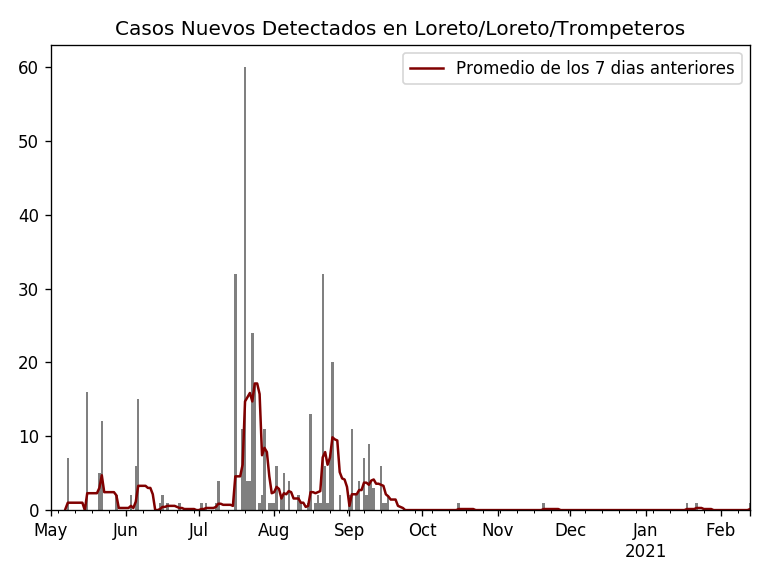 Casos Nuevos Detectados en Loreto/Loreto/Trompeteros
Promedio de los 7 dias anteriores
60
50
40
30
20
10
0
May Jun Jul Aug Sep Oct Nov Dec Jan Feb
2021